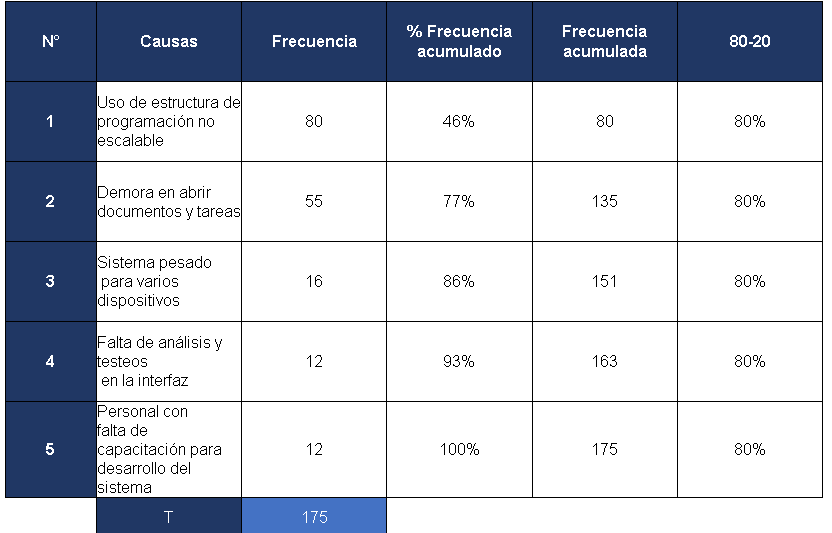 N° Causas Frecuencia % Frecuencia acumulado Frecuencia acumulada 80-20
1 Uso de estructura de programación no escalable 80 46% 80 80%
2 Demora en abrir documentos y tareas 55 77% 135 80%
3 Sistema pesado para varios dispositivos 16 86% 151 80%
4 Falta de análisis y testeos en la interfaz 12 93% 163 80%
5 Personal con falta de capacitación para desarrollo del sistema 12 100% 175 80%
T 175